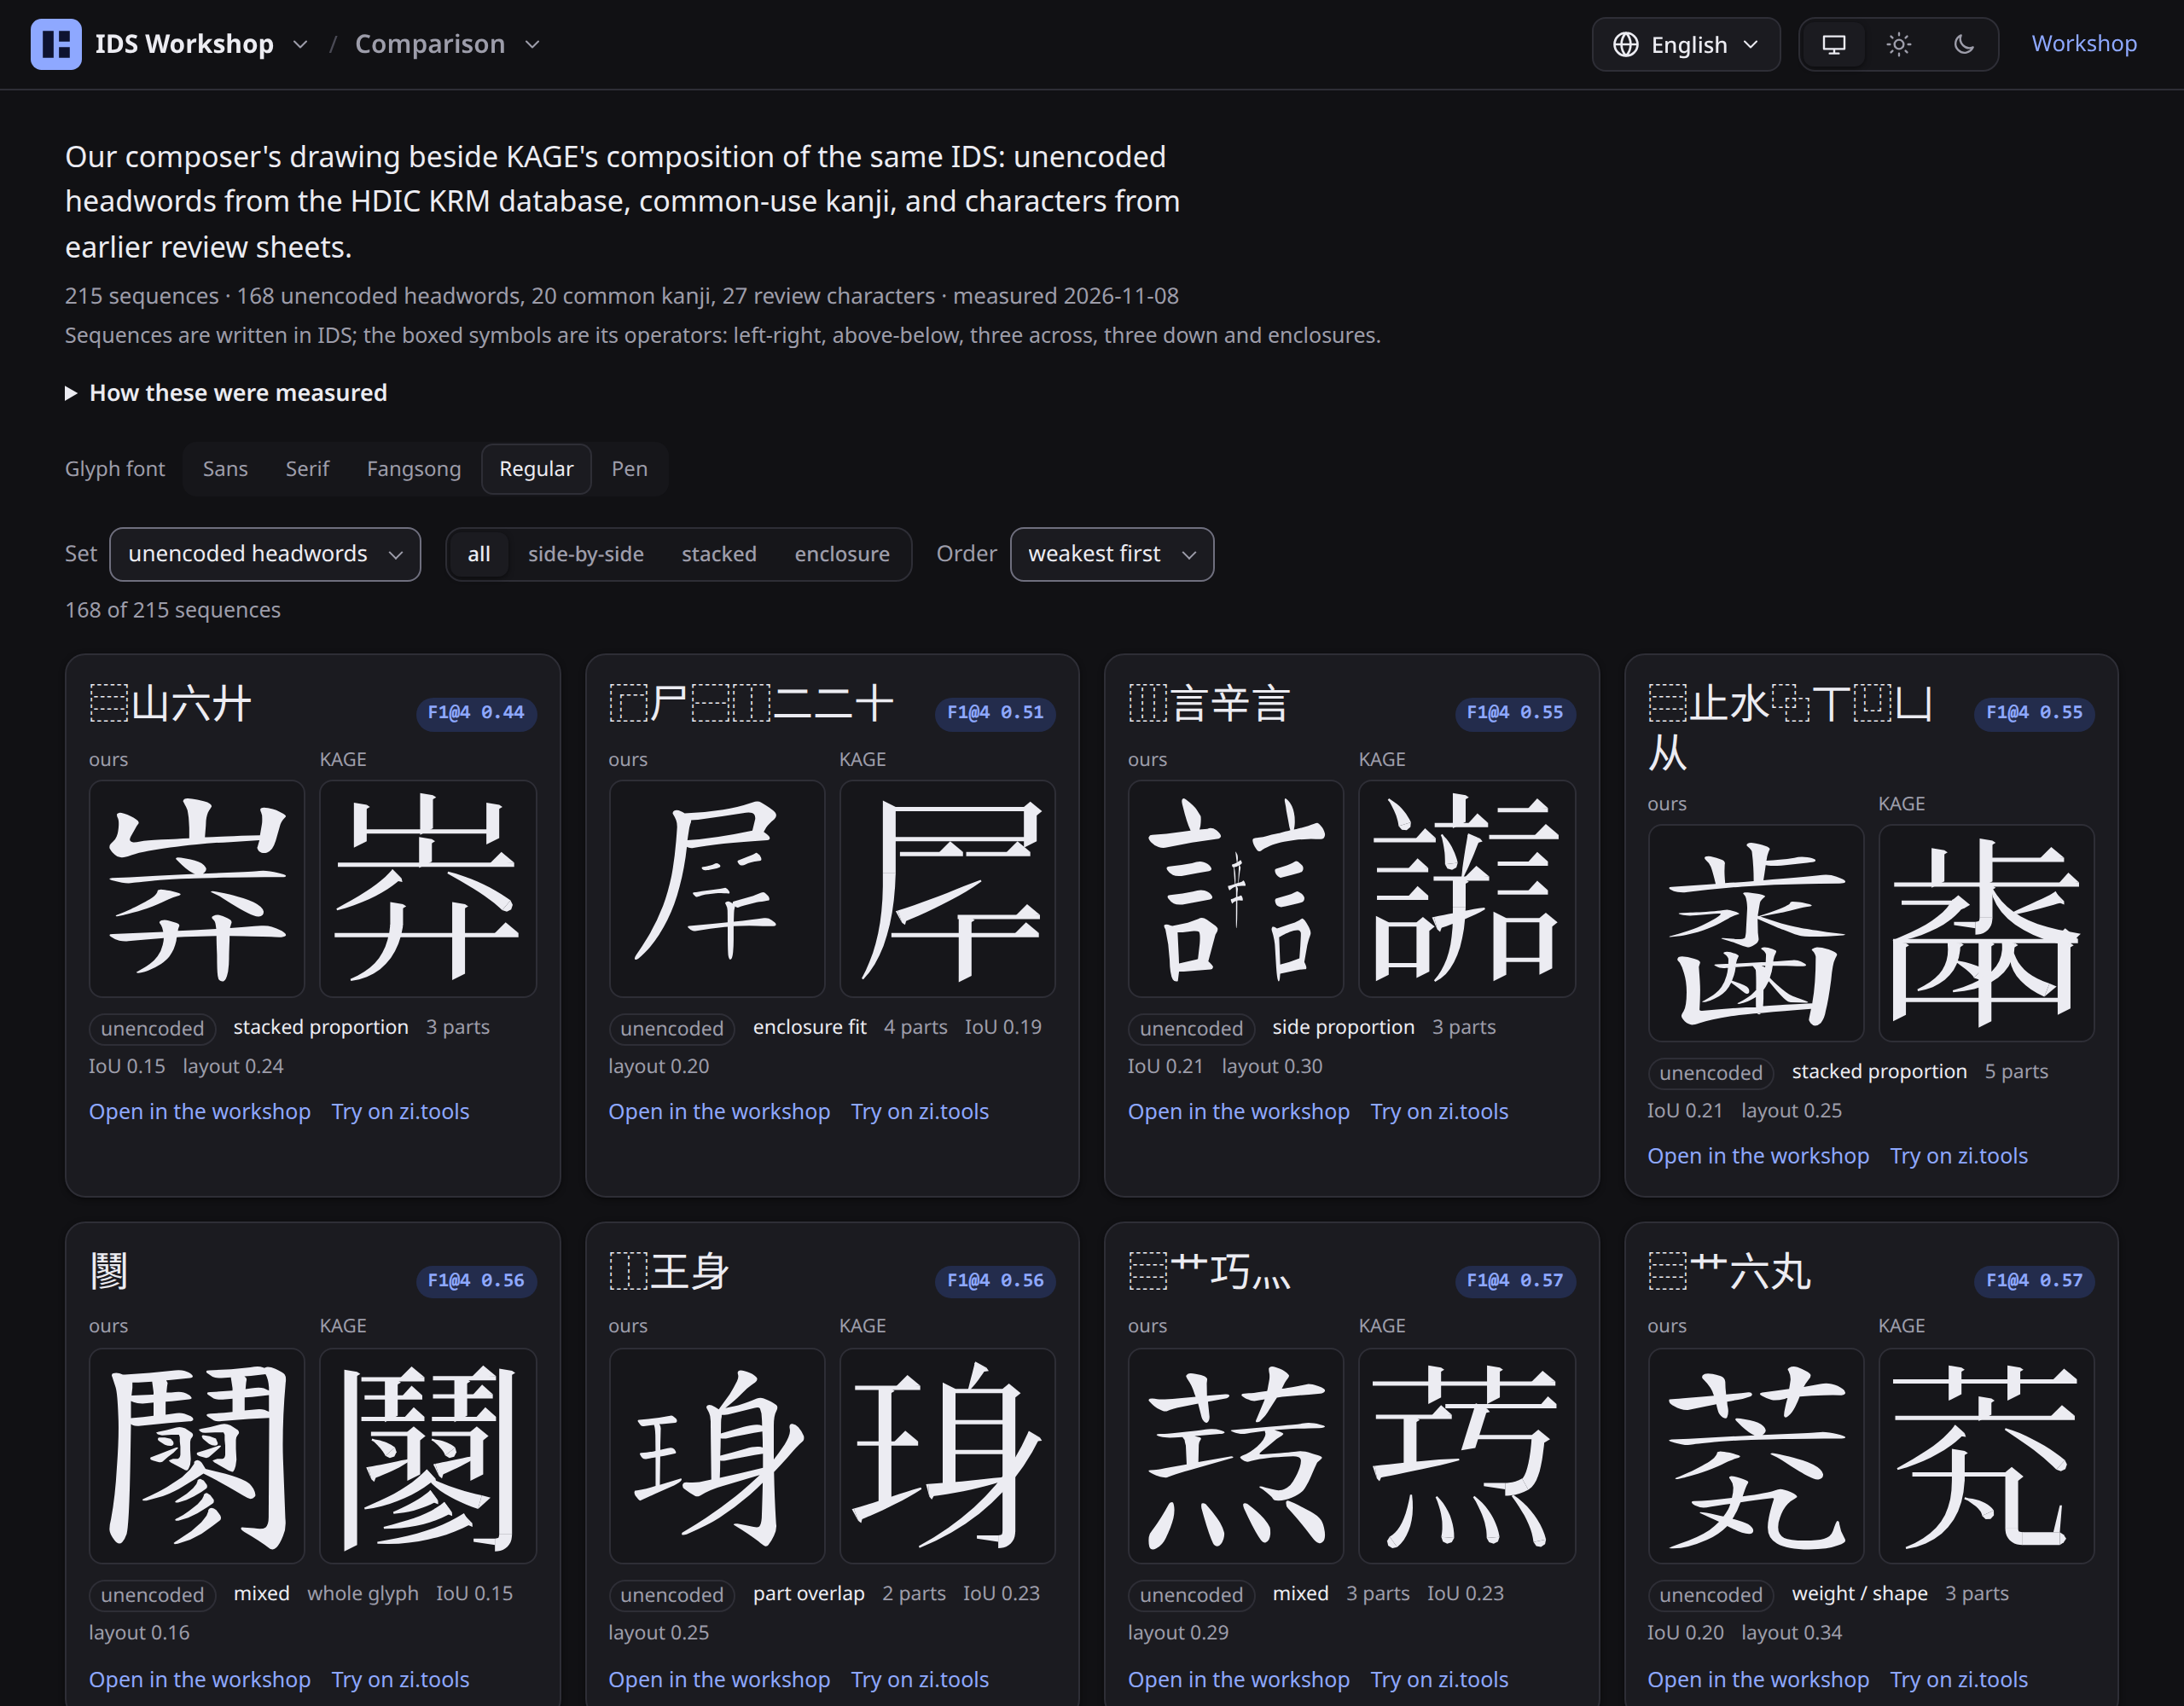 IDS Workshop / Comparison
English
Workshop
Our composer's drawing beside KAGE's composition of the same IDS: unencoded
headwords from the HDIC KRM database, common-use kanji, and characters from
earlier review sheets.
215 sequences · 168 unencoded headwords, 20 common kanji, 27 review characters · measured 2026-11-08
Sequences are written in IDS; the boxed symbols are its operators: left-right, above-below, three across, three down and enclosures.
▶ How these were measured
Glyph font Sans Serif Fangsong Regular Pen
Set unencoded headwords all side-by-side stacked enclosure Order weakest first
168 of 215 sequences
⿳山六廾 F1@4 0.44
ours KAGE
unencoded stacked proportion 3 parts
IoU 0.15 layout 0.24
Open in the workshop Try on zi.tools
⿸尸⿱⿰二二十 F1@4 0.51
ours KAGE
unencoded enclosure fit 4 parts IoU 0.19
layout 0.20
Open in the workshop Try on zi.tools
⿲言辛言 F1@4 0.55
ours KAGE
unencoded side proportion 3 parts
IoU 0.21 layout 0.30
Open in the workshop Try on zi.tools
⿳止水⿻丅⿶凵
从
F1@4 0.55
ours KAGE
unencoded stacked proportion 5 parts
IoU 0.21 layout 0.25
Open in the workshop Try on zi.tools
F1@4 0.56
ours KAGE
unencoded mixed whole glyph IoU 0.15
layout 0.16
Open in the workshop Try on zi.tools
⿰王身 F1@4 0.56
ours KAGE
unencoded part overlap 2 parts IoU 0.23
layout 0.25
Open in the workshop Try on zi.tools
⿳艹巧灬 F1@4 0.57
ours KAGE
unencoded mixed 3 parts IoU 0.23
layout 0.29
Open in the workshop Try on zi.tools
⿳艹六丸 F1@4 0.57
ours KAGE
unencoded weight / shape 3 parts
IoU 0.20 layout 0.34
Open in the workshop Try on zi.tools